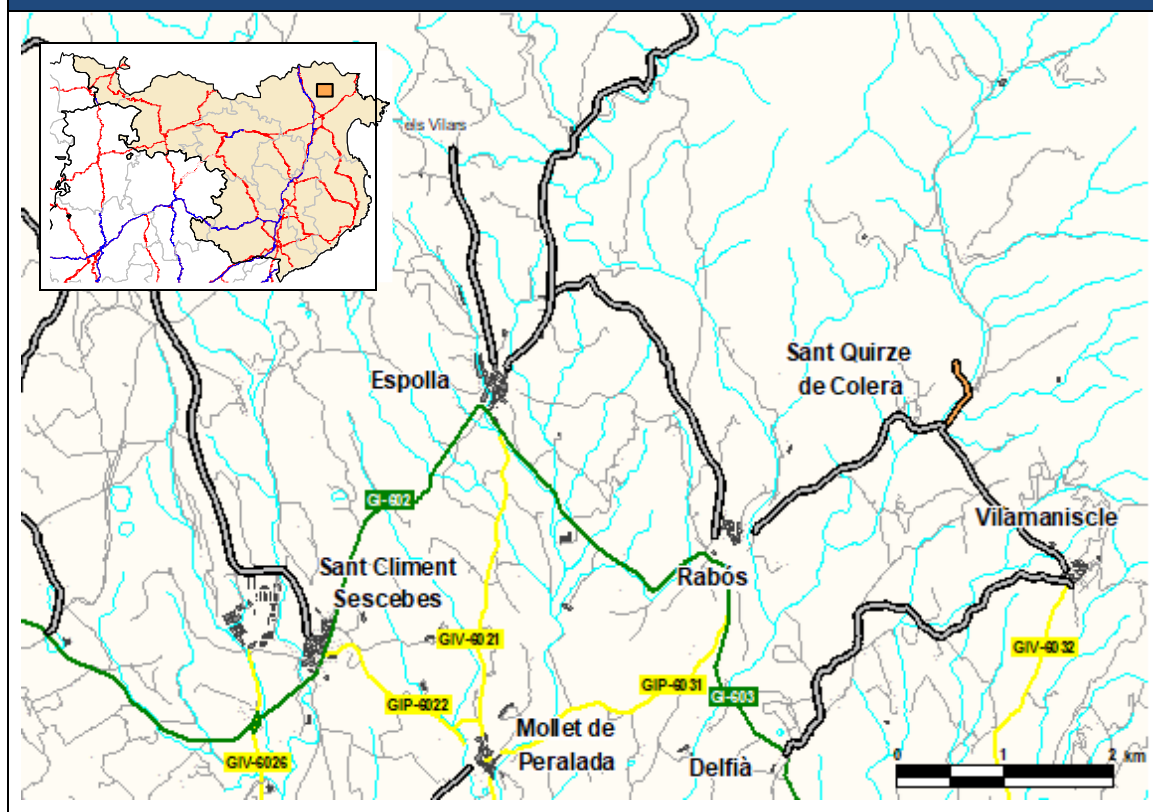 els Vilars
Sant Quirze
de Colera
Espolla
GI-602
Vilamaniscle
Sant Climent
Sescebes
Rabós
GIV-6021
GIV-6032
GIP-6031
GI-603
GIP-6022
Mollet de
Peralada
Delfià
GIV-6026
0 1 2 km